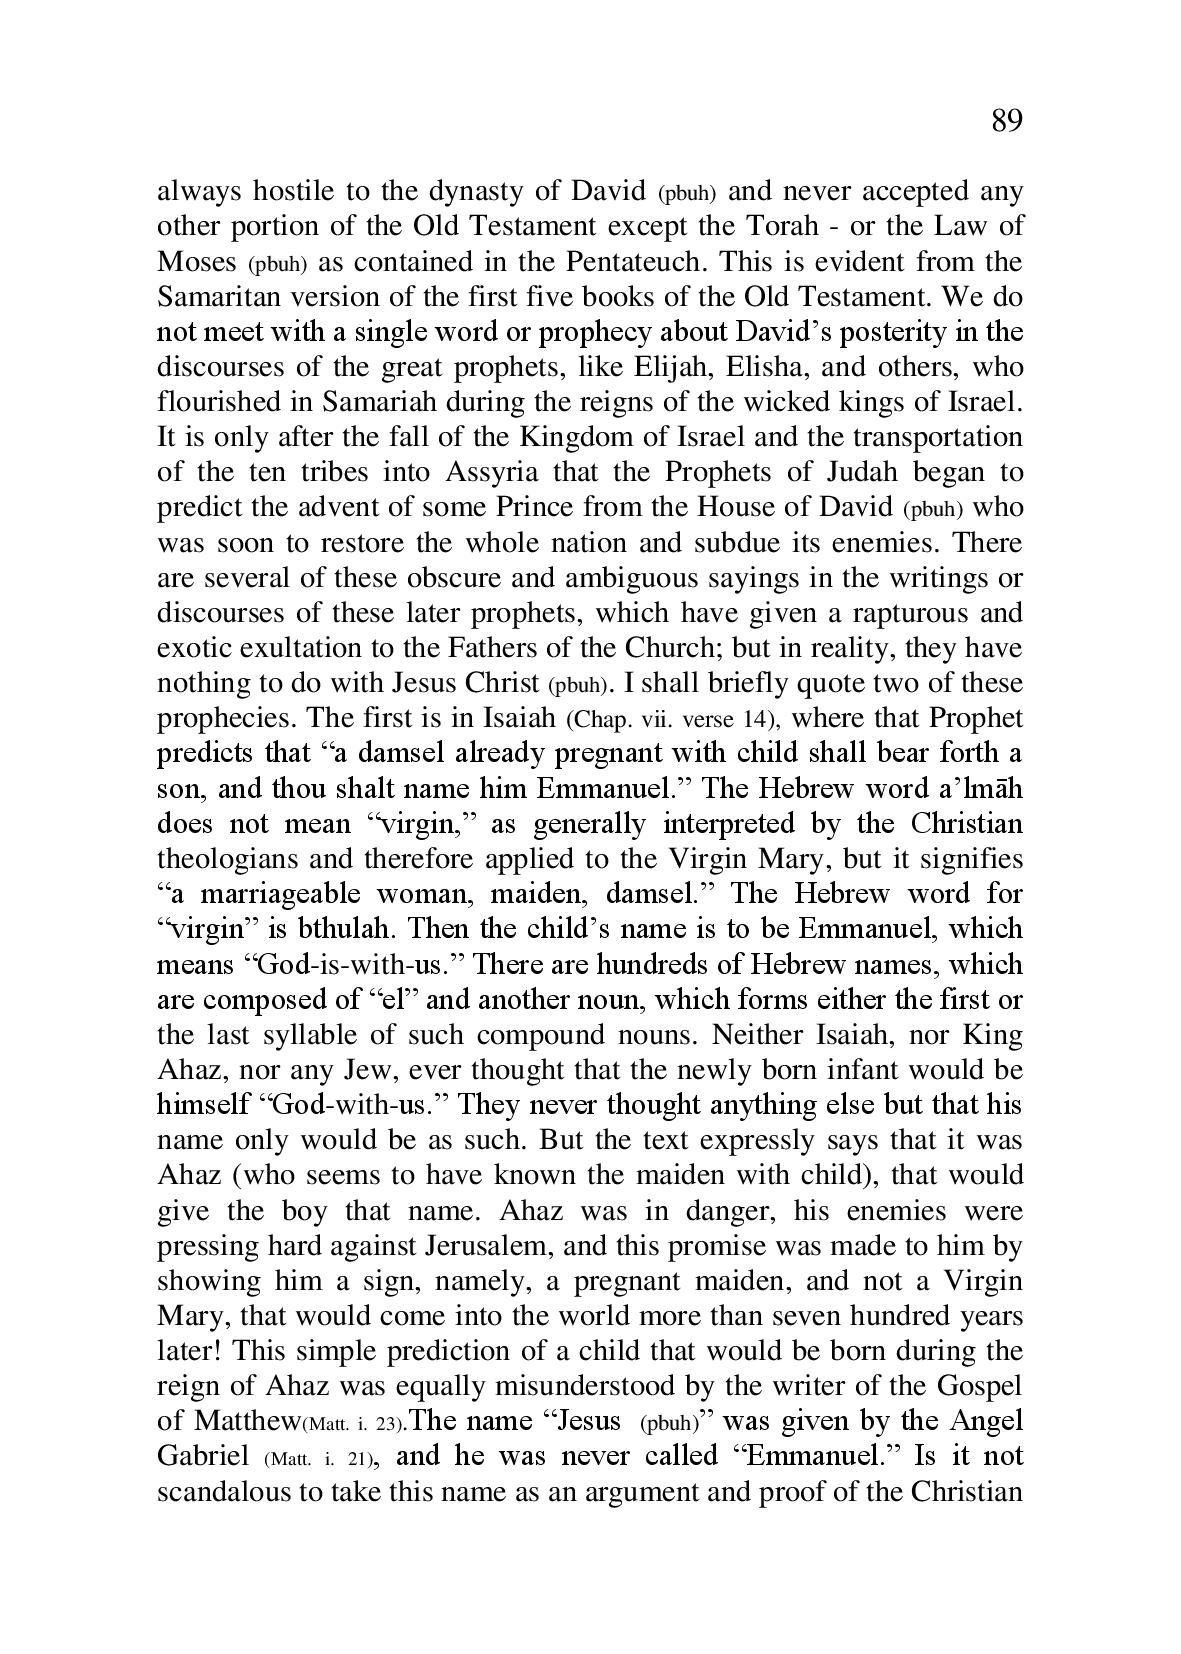 89
always hostile to the dynasty of David (pbuh) and never accepted any
other portion of the Old Testament except the Torah - or the Law of
Moses (pbuh) as contained in the Pentateuch. This is evident from the
Samaritan version of the first five books of the Old Testament. We do
not meet with a single word or prophecy about David’s posterity in the
discourses of the great prophets, like Elijah, Elisha, and others, who
flourished in Samariah during the reigns of the wicked kings of Israel.
It is only after the fall of the Kingdom of Israel and the transportation
of the ten tribes into Assyria that the Prophets of Judah began to
predict the advent of some Prince from the House of David (pbuh) who
was soon to restore the whole nation and subdue its enemies. There
are several of these obscure and ambiguous sayings in the writings or
discourses of these later prophets, which have given a rapturous and
exotic exultation to the Fathers of the Church; but in reality, they have
nothing to do with Jesus Christ (pbuh). I shall briefly quote two of these
prophecies. The first is in Isaiah (Chap. vii. verse 14), where that Prophet
predicts that “a damsel already pregnant with child shall bear forth a
son, and thou shalt name him Emmanuel.” The Hebrew word a’lmāh
does not mean “virgin,” as generally interpreted by the Christian
theologians and therefore applied to the Virgin Mary, but it signifies
“a marriageable woman, maiden, damsel.” The Hebrew word for
“virgin” is bthulah. Then the child’s name is to be Emmanuel, which
means “God-is-with-us.” There are hundreds of Hebrew names, which
are composed of “el” and another noun, which forms either the first or
the last syllable of such compound nouns. Neither Isaiah, nor King
Ahaz, nor any Jew, ever thought that the newly born infant would be
himself “God-with-us.” They never thought anything else but that his
name only would be as such. But the text expressly says that it was
Ahaz (who seems to have known the maiden with child), that would
give the boy that name. Ahaz was in danger, his enemies were
pressing hard against Jerusalem, and this promise was made to him by
showing him a sign, namely, a pregnant maiden, and not a Virgin
Mary, that would come into the world more than seven hundred years
later! This simple prediction of a child that would be born during the
reign of Ahaz was equally misunderstood by the writer of the Gospel
of Matthew(Matt. i. 23).The name “Jesus (pbuh)” was given by the Angel
Gabriel (Matt. i. 21), and he was never called “Emmanuel.” Is it not
scandalous to take this name as an argument and proof of the Christian